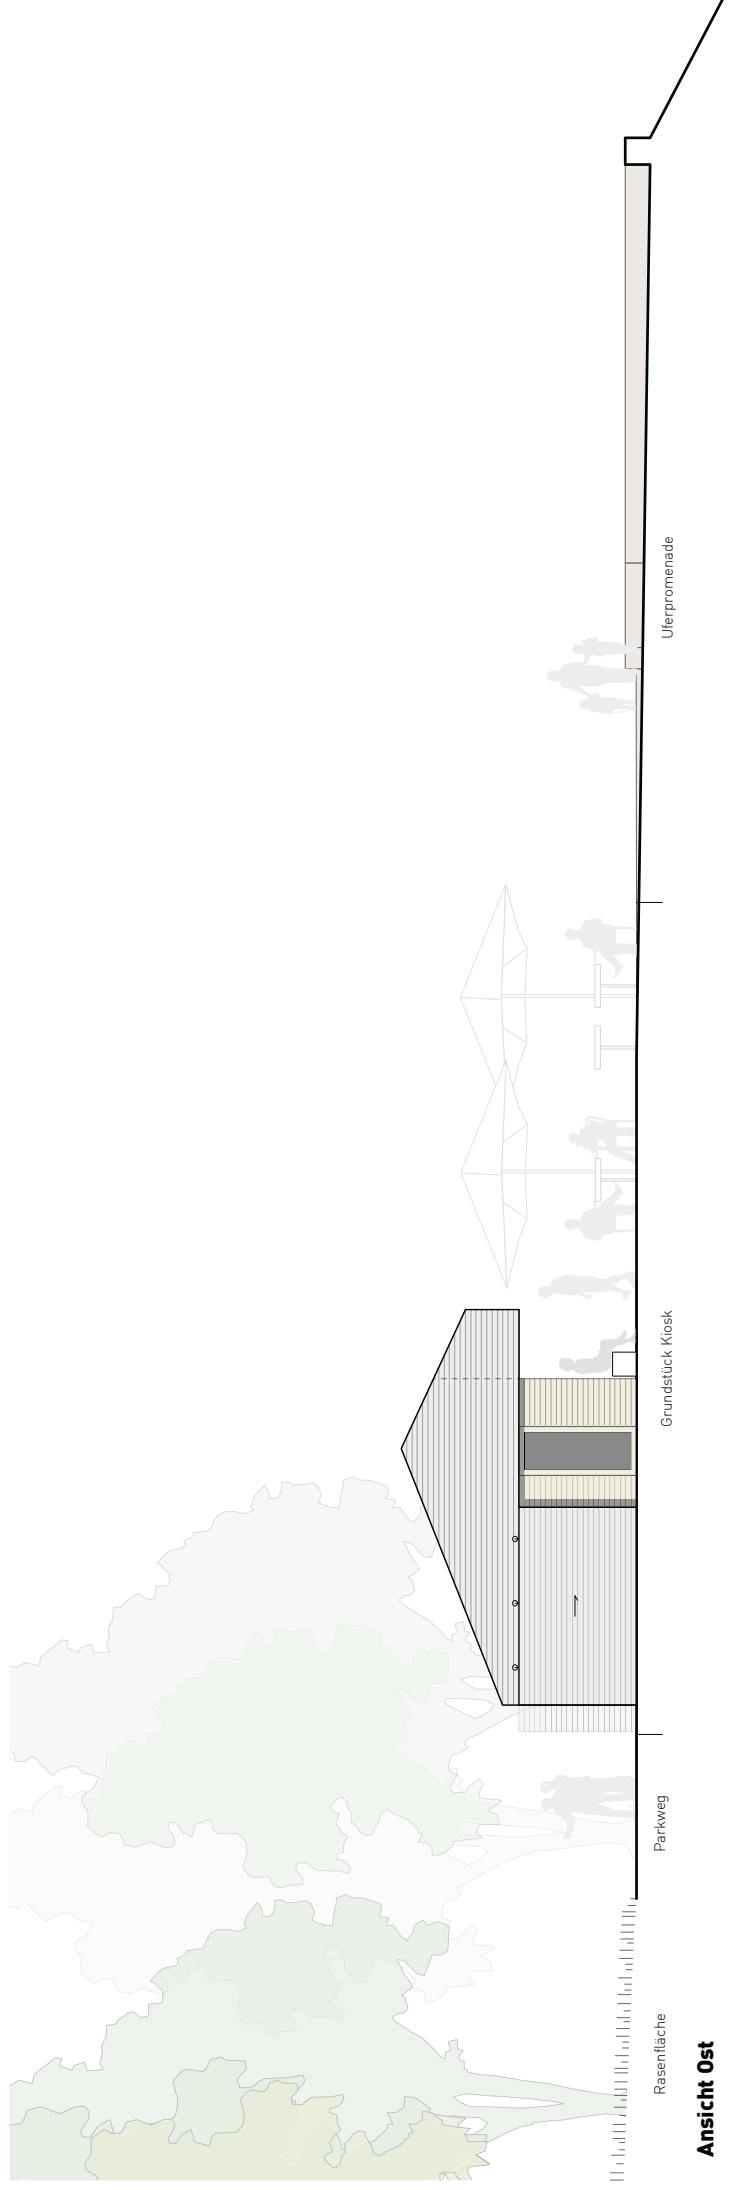 Ansicht Ost
Rasenfläche
Parkweg
Grundstück Kiosk
Uferpromenade